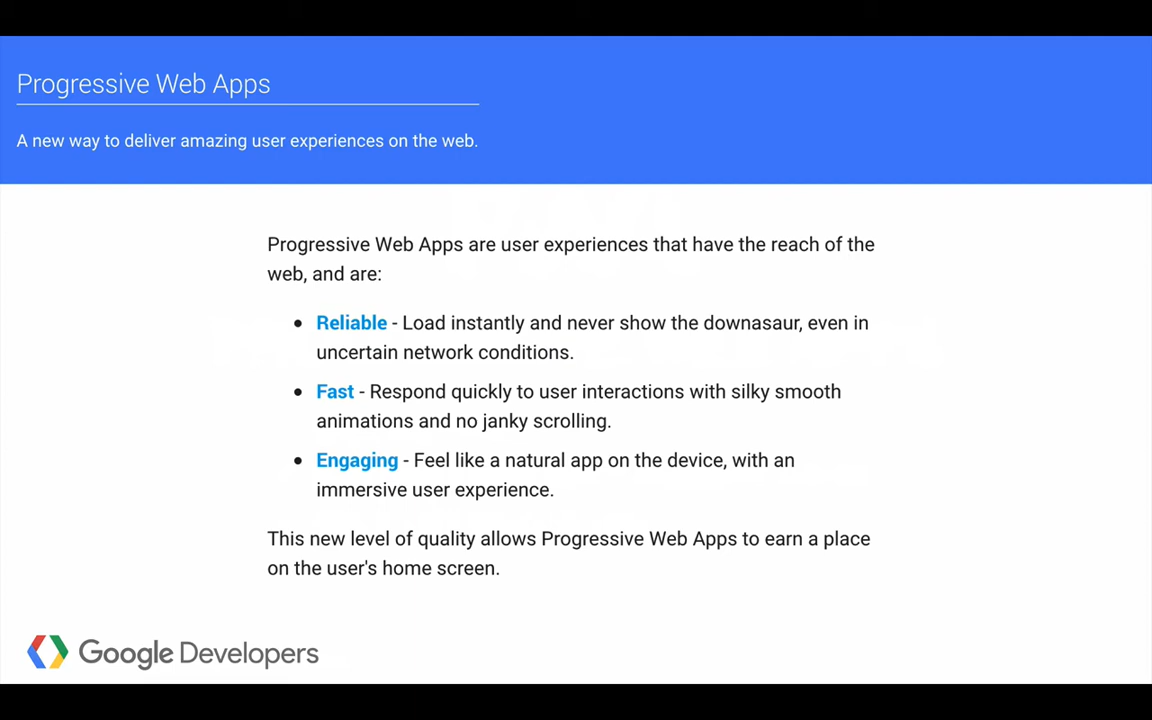 Progressive Web Apps
A new way to deliver amazing user experiences on the web.
Progressive Web Apps are user experiences that have the reach of the
web, and are:
• Reliable - Load instantly and never show the downasaur, even in
uncertain network conditions.
• Fast - Respond quickly to user interactions with silky smooth
animations and no janky scrolling.
• Engaging - Feel like a natural app on the device, with an
immersive user experience.
This new level of quality allows Progressive Web Apps to earn a place
on the user's home screen.
Google Developers